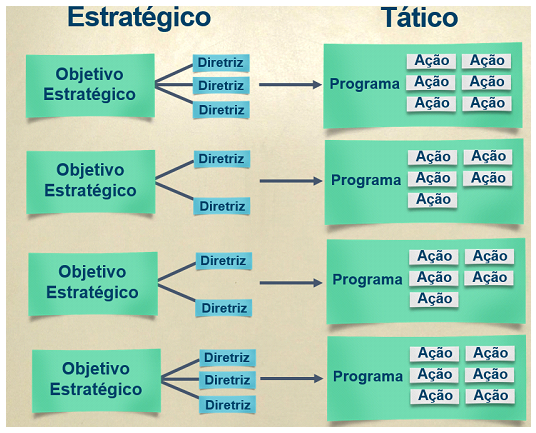 Estratégico
Tático
Objetivo
Estratégico
Diretriz
Diretriz
Diretriz
Programa
Ação Ação
Ação Ação
Ação Ação
Objetivo
Estratégico
Diretriz
Diretriz
Programa
Ação Ação
Ação Ação
Ação
Objetivo
Estratégico
Diretriz
Diretriz
Programa
Ação Ação
Ação Ação
Ação
Objetivo
Estratégico
Diretriz
Diretriz
Diretriz
Programa
Ação Ação
Ação Ação
Ação Ação